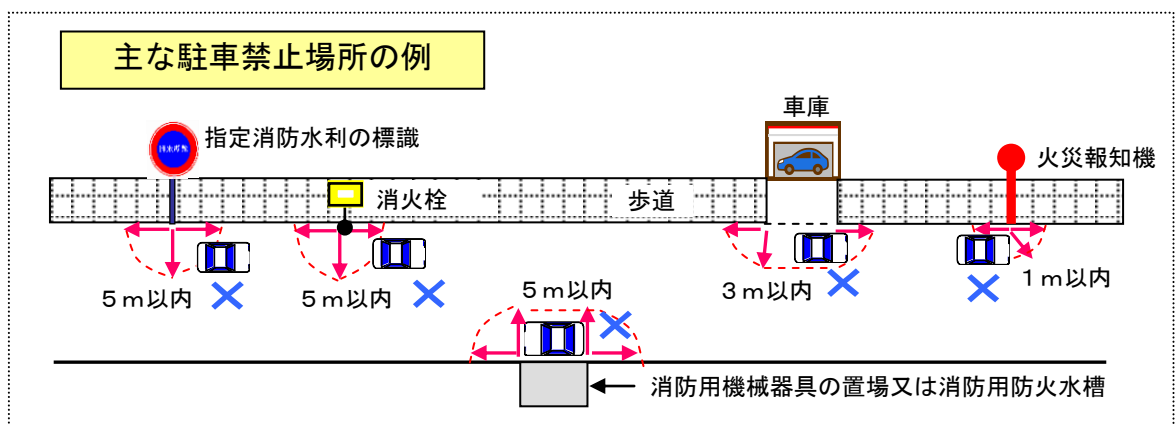 主な駐車禁止場所の例
指定消防水利の標識
消火栓
歩道
車庫
火災報知機
5m以内
5m以内
5m以内
3m以内
1m以内
消防用機械器具の置場又は消防用防火水槽